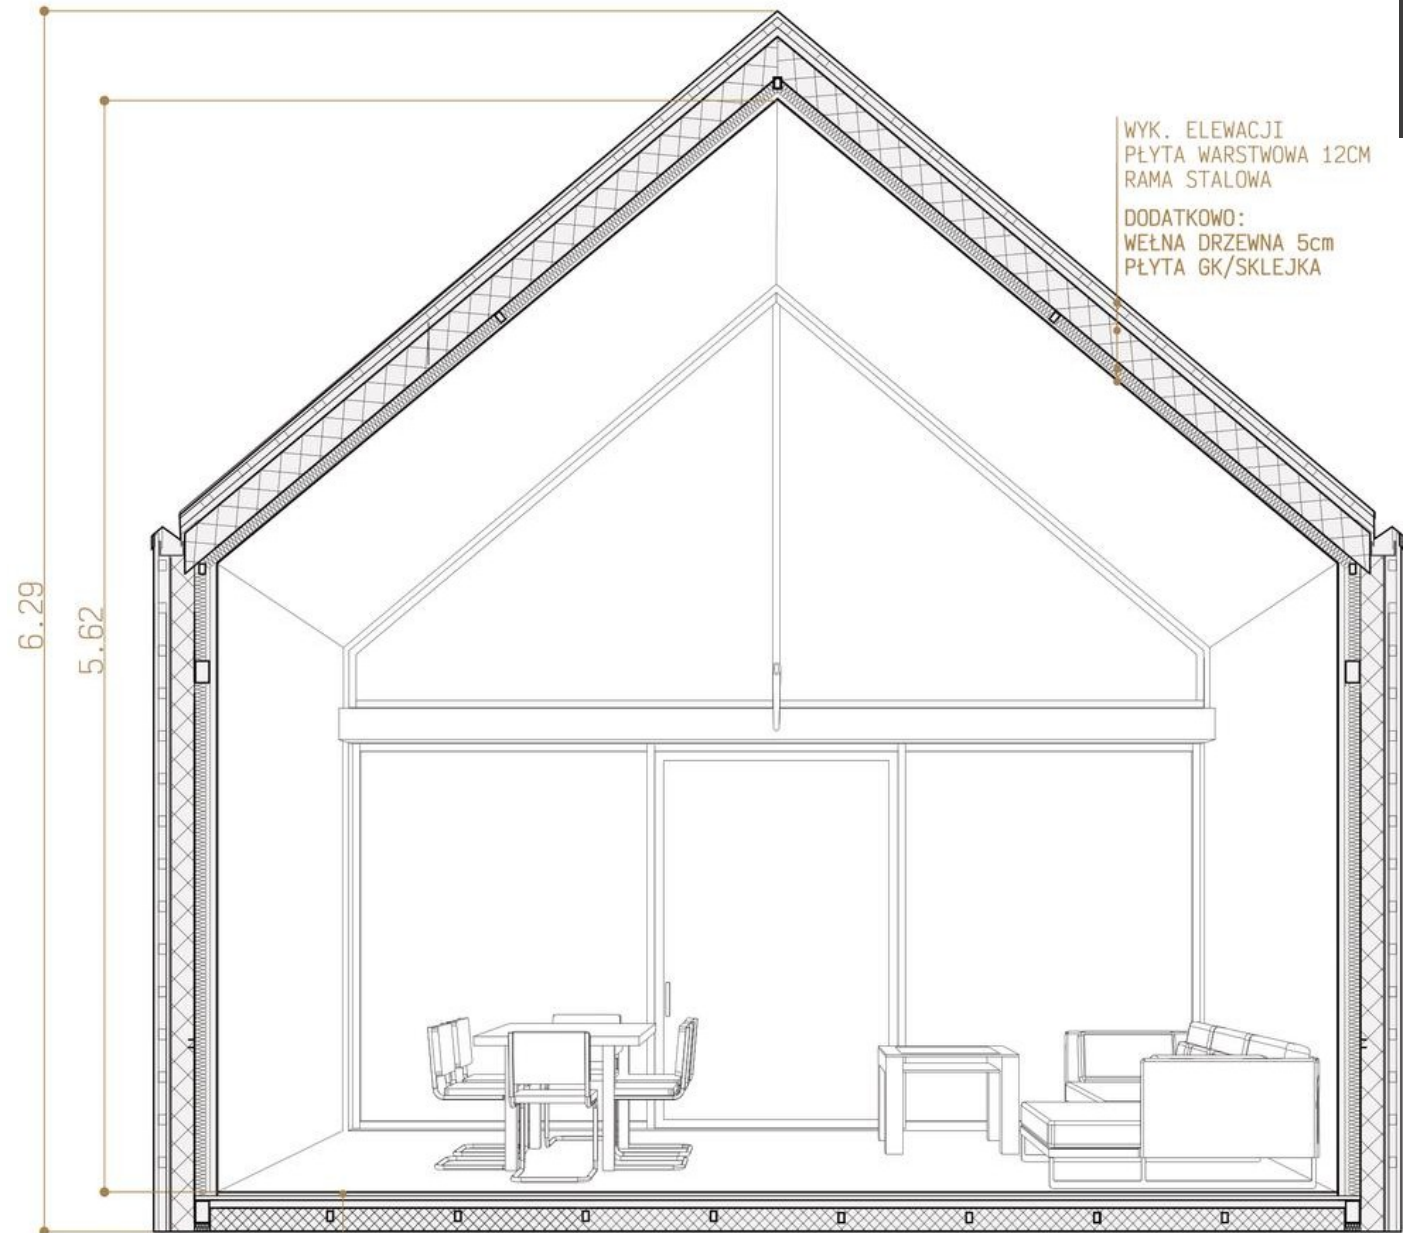 WYK. ELEWACJI
PŁYTA WARSTWOWA 12CM
RAMA STALOWA
DODATKOWO:
WEŁNA DRZEWNA 5cm
PŁYTA GK/SKLEJKA
6.29
5.62